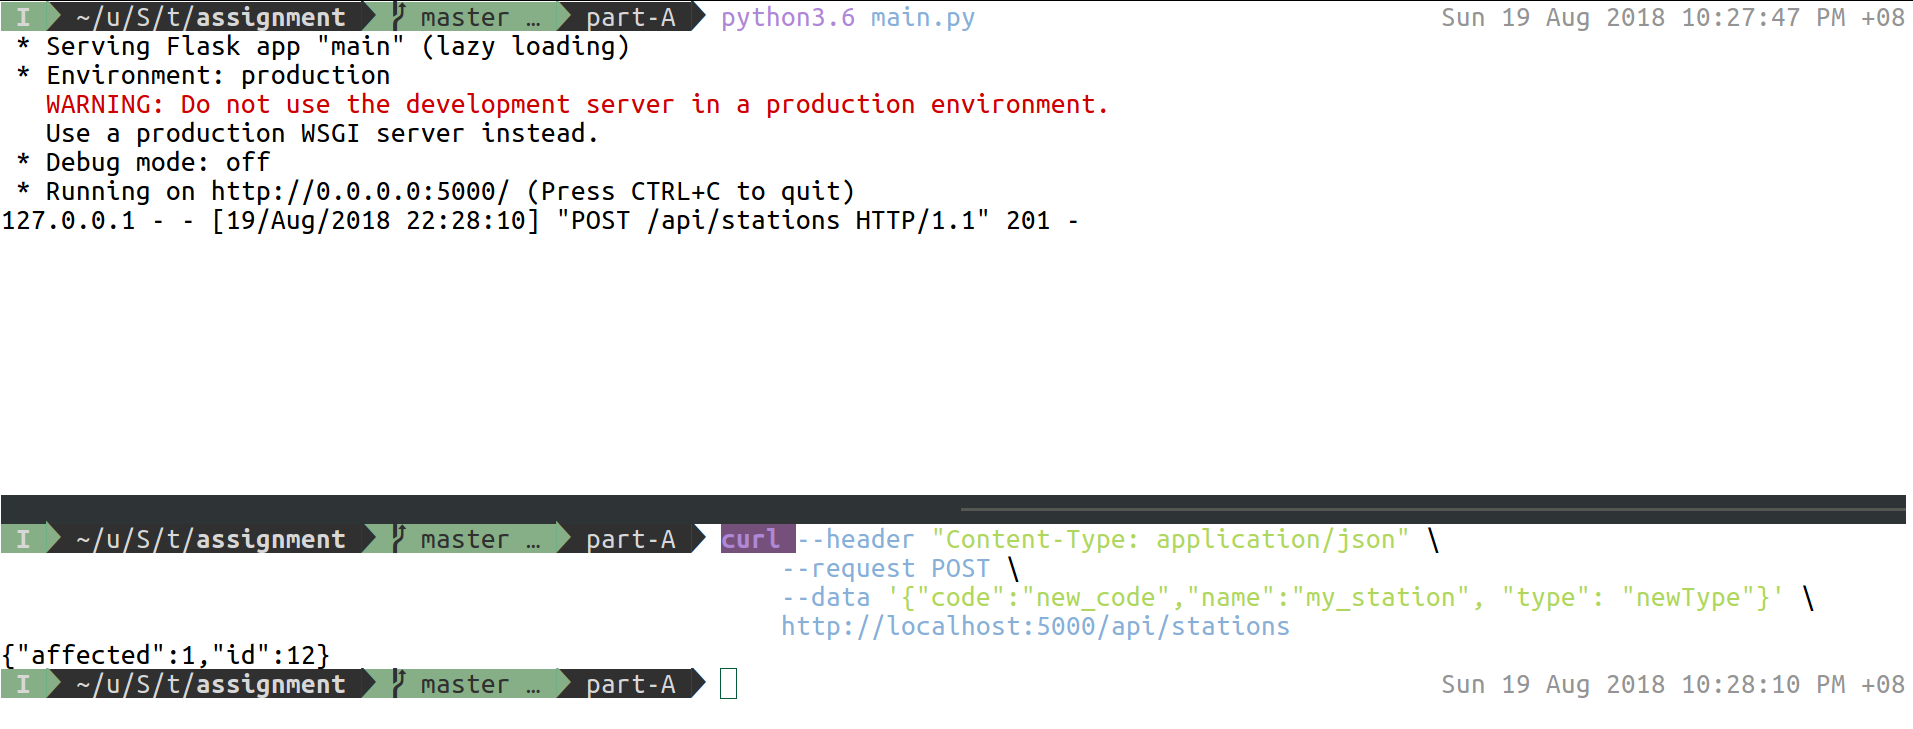 I ~/u/S/t/assignment master … part-A python3.6 main.py Sun 19 Aug 2018 10:27:47 PM +08
* Serving Flask app "main" (lazy loading)
* Environment: production
WARNING: Do not use the development server in a production environment.
Use a production WSGI server instead.
* Debug mode: off
* Running on http://0.0.0.0:5000/ (Press CTRL+C to quit)
127.0.0.1 - - [19/Aug/2018 22:28:10] "POST /api/stations HTTP/1.1" 201 -
I ~/u/S/t/assignment master … part-A curl --header "Content-Type: application/json" \
--request POST \
--data '{"code":"new_code","name":"my_station", "type": "newType"}' \
http://localhost:5000/api/stations
{"affected":1,"id":12}
I ~/u/S/t/assignment master … part-A Sun 19 Aug 2018 10:28:10 PM +08